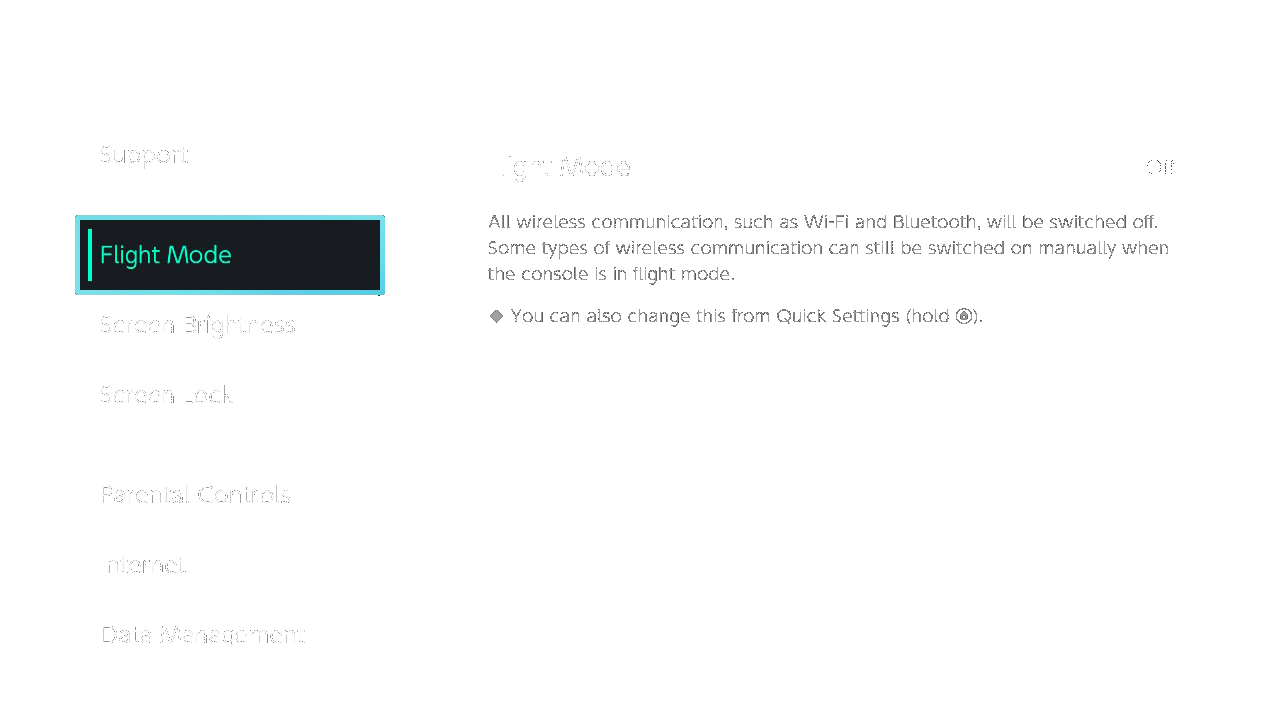 Support
Flight Mode
Screen Brightness
Screen Lock
Parental Controls
Internet
Data Management
Flight Mode
Off
All wireless communication, such as Wi-Fi and Bluetooth, will be switched off.
Some types of wireless communication can still be switched on manually when
the console is in flight mode.
◆ You can also change this from Quick Settings (hold ).